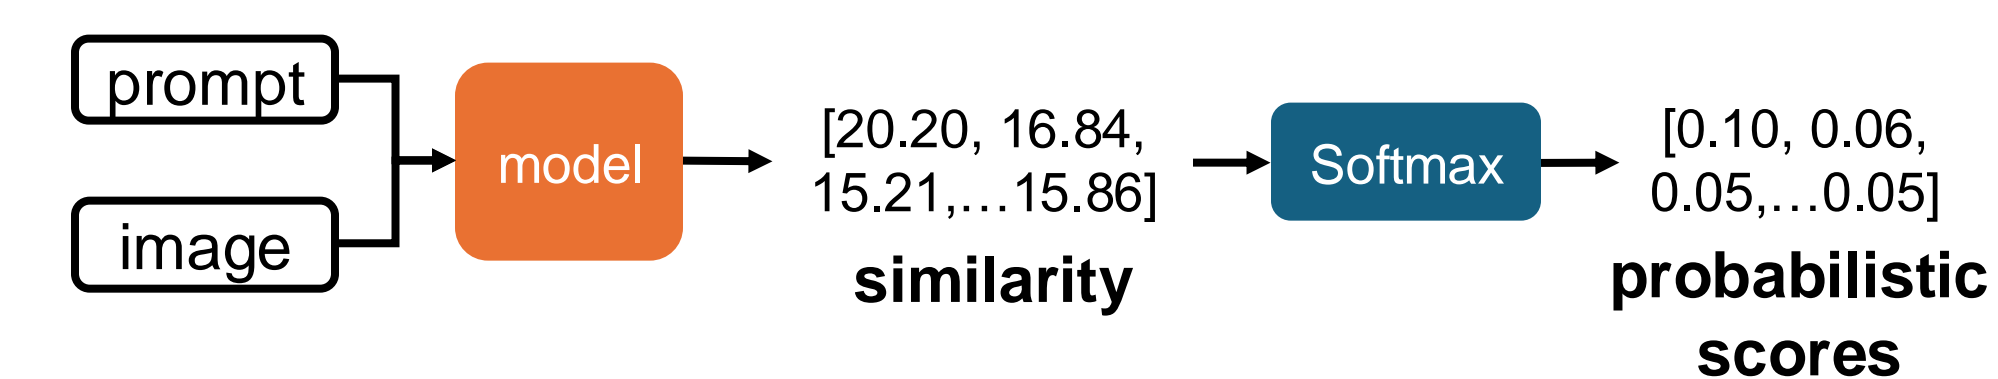 prompt
image
model
[20.20, 16.84,
15.21,…15.86]
similarity
Softmax
[0.10, 0.06,
0.05,…0.05]
probabilistic
scores